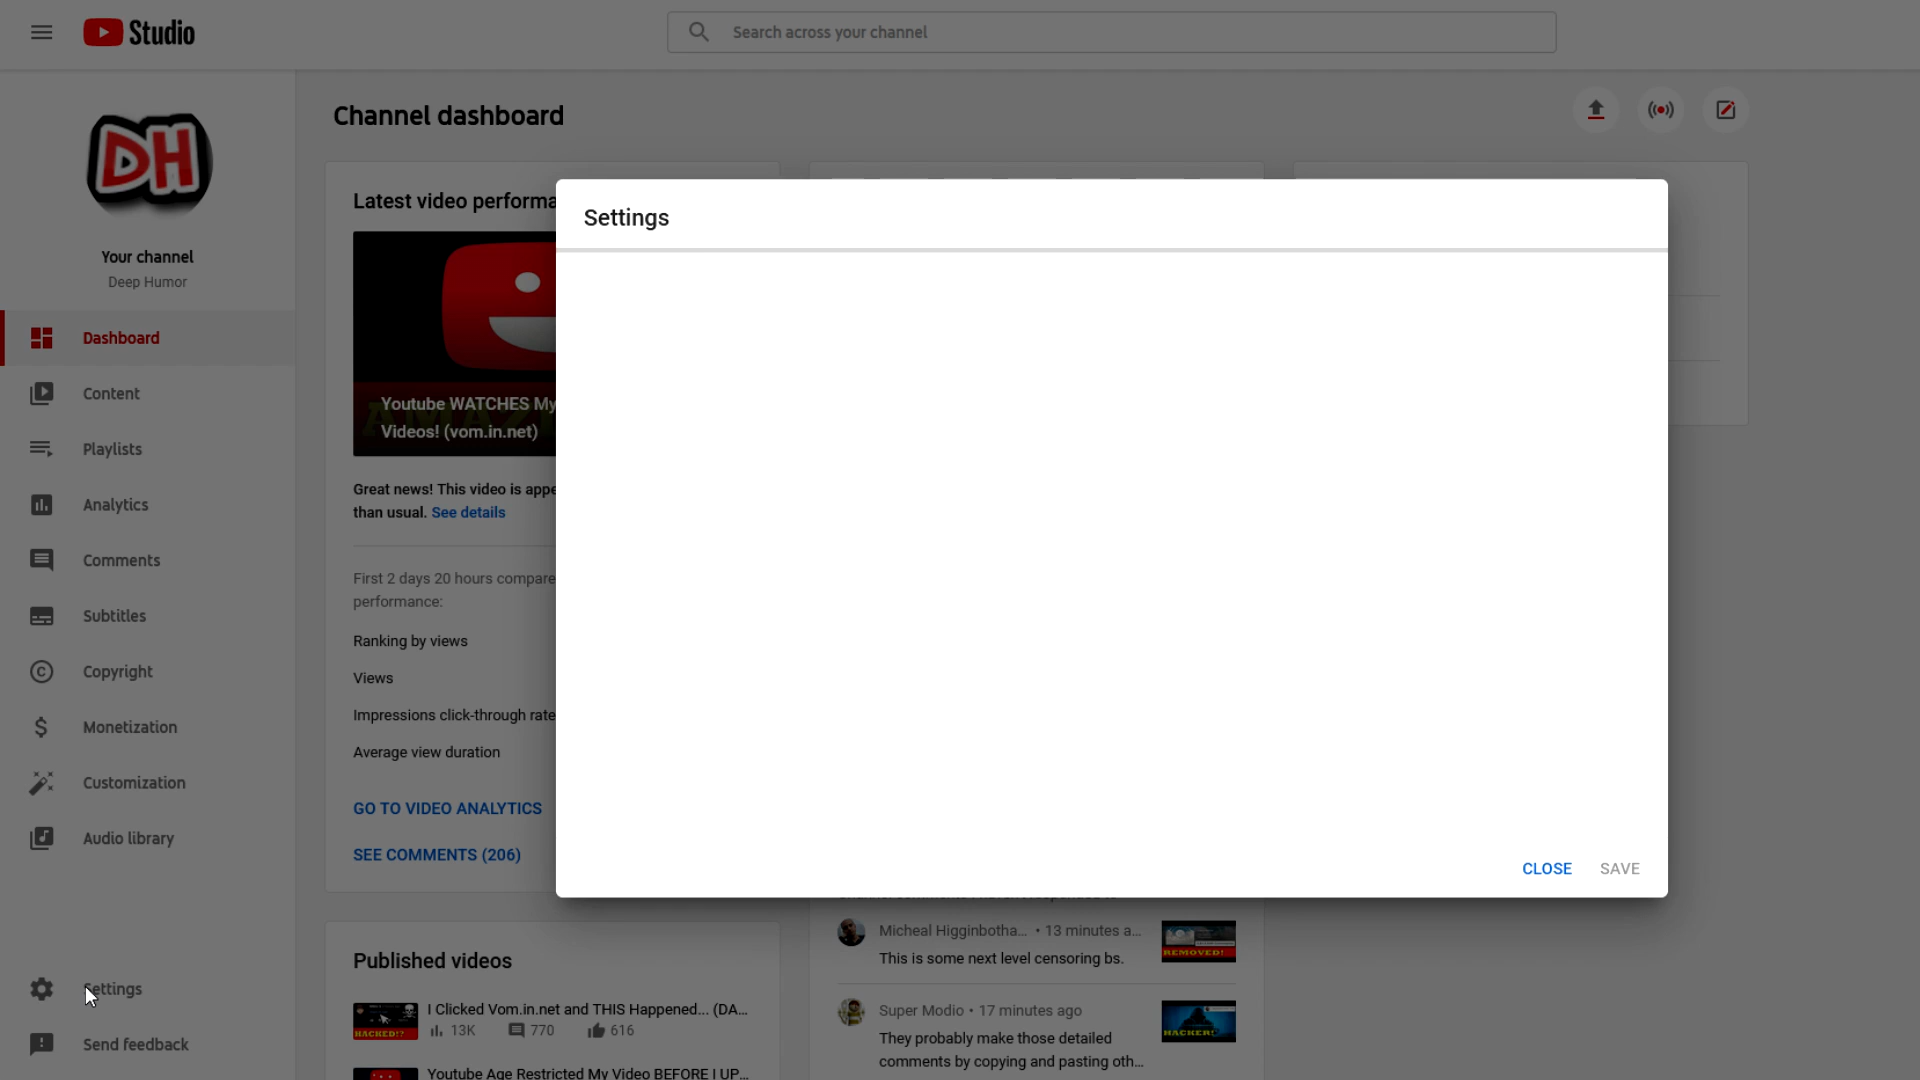 Studio
Search across your channel
DH
Your channel
Deep Humor
Dashboard
Content
Playlists
Analytics
Comments
Subtitles
Copyright
Monetization
Customization
Audio library
Settings
Send feedback
Channel dashboard
Latest video performa
Youtube WATCHES My
Videos! (vom.in.net)
Great news! This video is appe
than usual. See details
First 2 days 20 hours compare
performance:
Ranking by views
Views
Impressions click-through rate
Average view duration
GO TO VIDEO ANALYTICS
SEE COMMENTS (206)
Published videos
I Clicked Vom.in.net and THIS Happened... (DA...
HACKED!?
13K 770 616
Youtube Age Restricted My Video BEFORE I UP...
Settings
CLOSE SAVE
Micheal Higginbotha... • 13 minutes a...
This is some next level censoring bs.
REMOVED!
Super Modio • 17 minutes ago
They probably make those detailed
comments by copying and pasting oth...
HACKERS